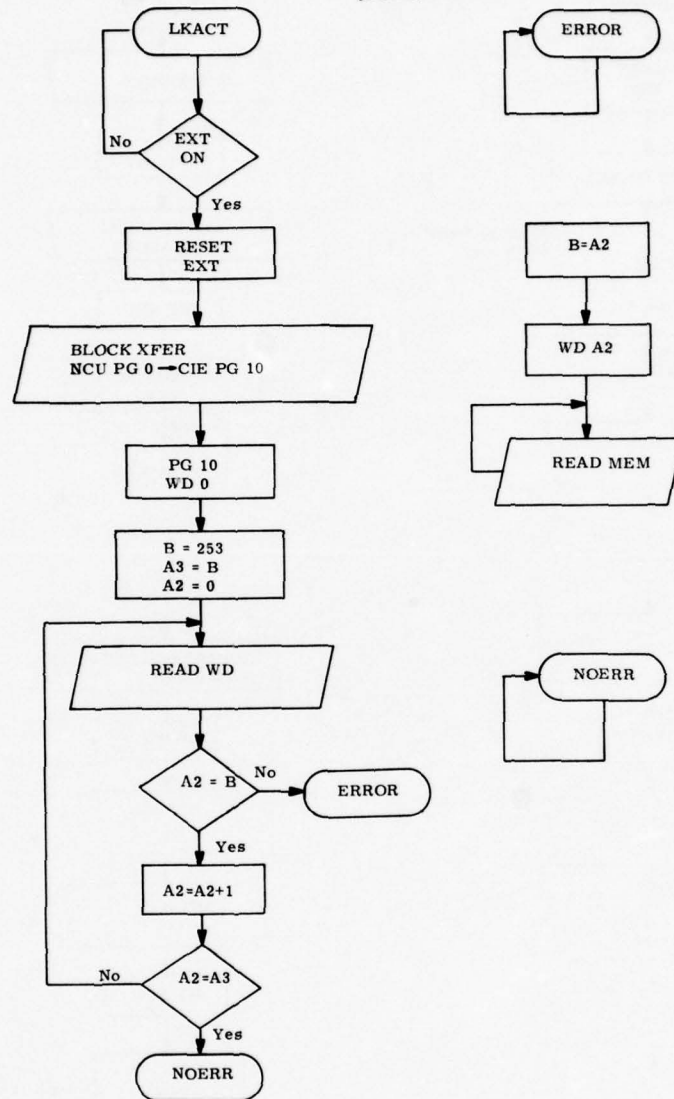 LKACT
EXT
ON
No
Yes
RESET
EXT
BLOCK XFER
NCU PG 0 → CIE PG 10
PG 10
WD 0
B = 253
A3 = B
A2 = 0
READ WD
A2 = B
No
ERROR
Yes
A2=A2+1
No
A2=A3
Yes
NOERR
ERROR
B=A2
WD A2
READ MEM
NOERR